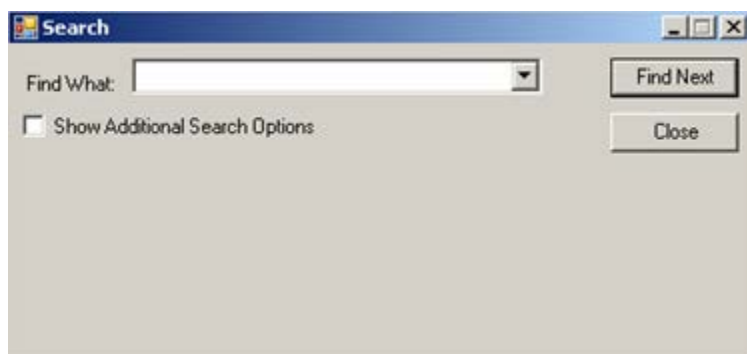 Search
Find What:
Find Next
Show Additional Search Options
Close